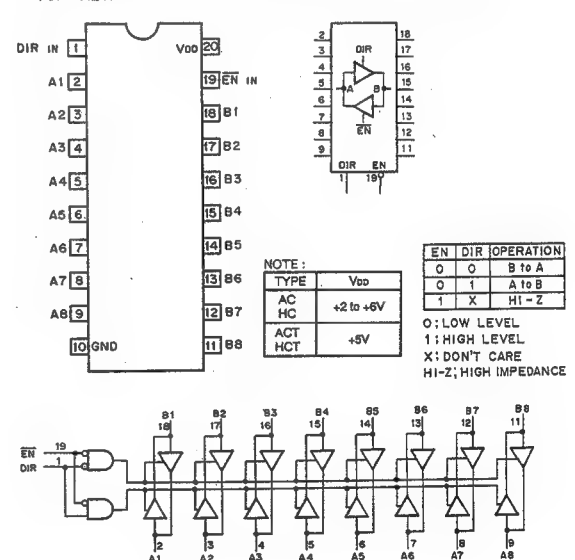 DIR IN 1
VDD 20
A1 2
19 EN IN
A2 3
18 B1
A3 4
17 B2
A4 5
16 B3
A5 6
15 B4
A6 7
14 B5
A7 8
13 B6
A8 9
12 B7
10 GND
11 B8
2 18
3 DIR 17
4 16
5 A B 15
6 14
7 EN 13
8 12
9 11
DIR EN
1 19
NOTE:
TYPE VDD
AC
HC
+2 to +6V
ACT
HCT
+5V
EN DIR OPERATION
0 0 B to A
0 1 A to B
1 X HI-Z
0; LOW LEVEL
1; HIGH LEVEL
X; DON'T CARE
HI-Z; HIGH IMPEDANCE
B1 B2 B3 B4 B5 B6 B7 B8
18 17 16 15 14 13 12 11
EN 19
DIR 1
2 3 4 5 6 7 8 9
A1 A2 A3 A4 A5 A6 A7 A8